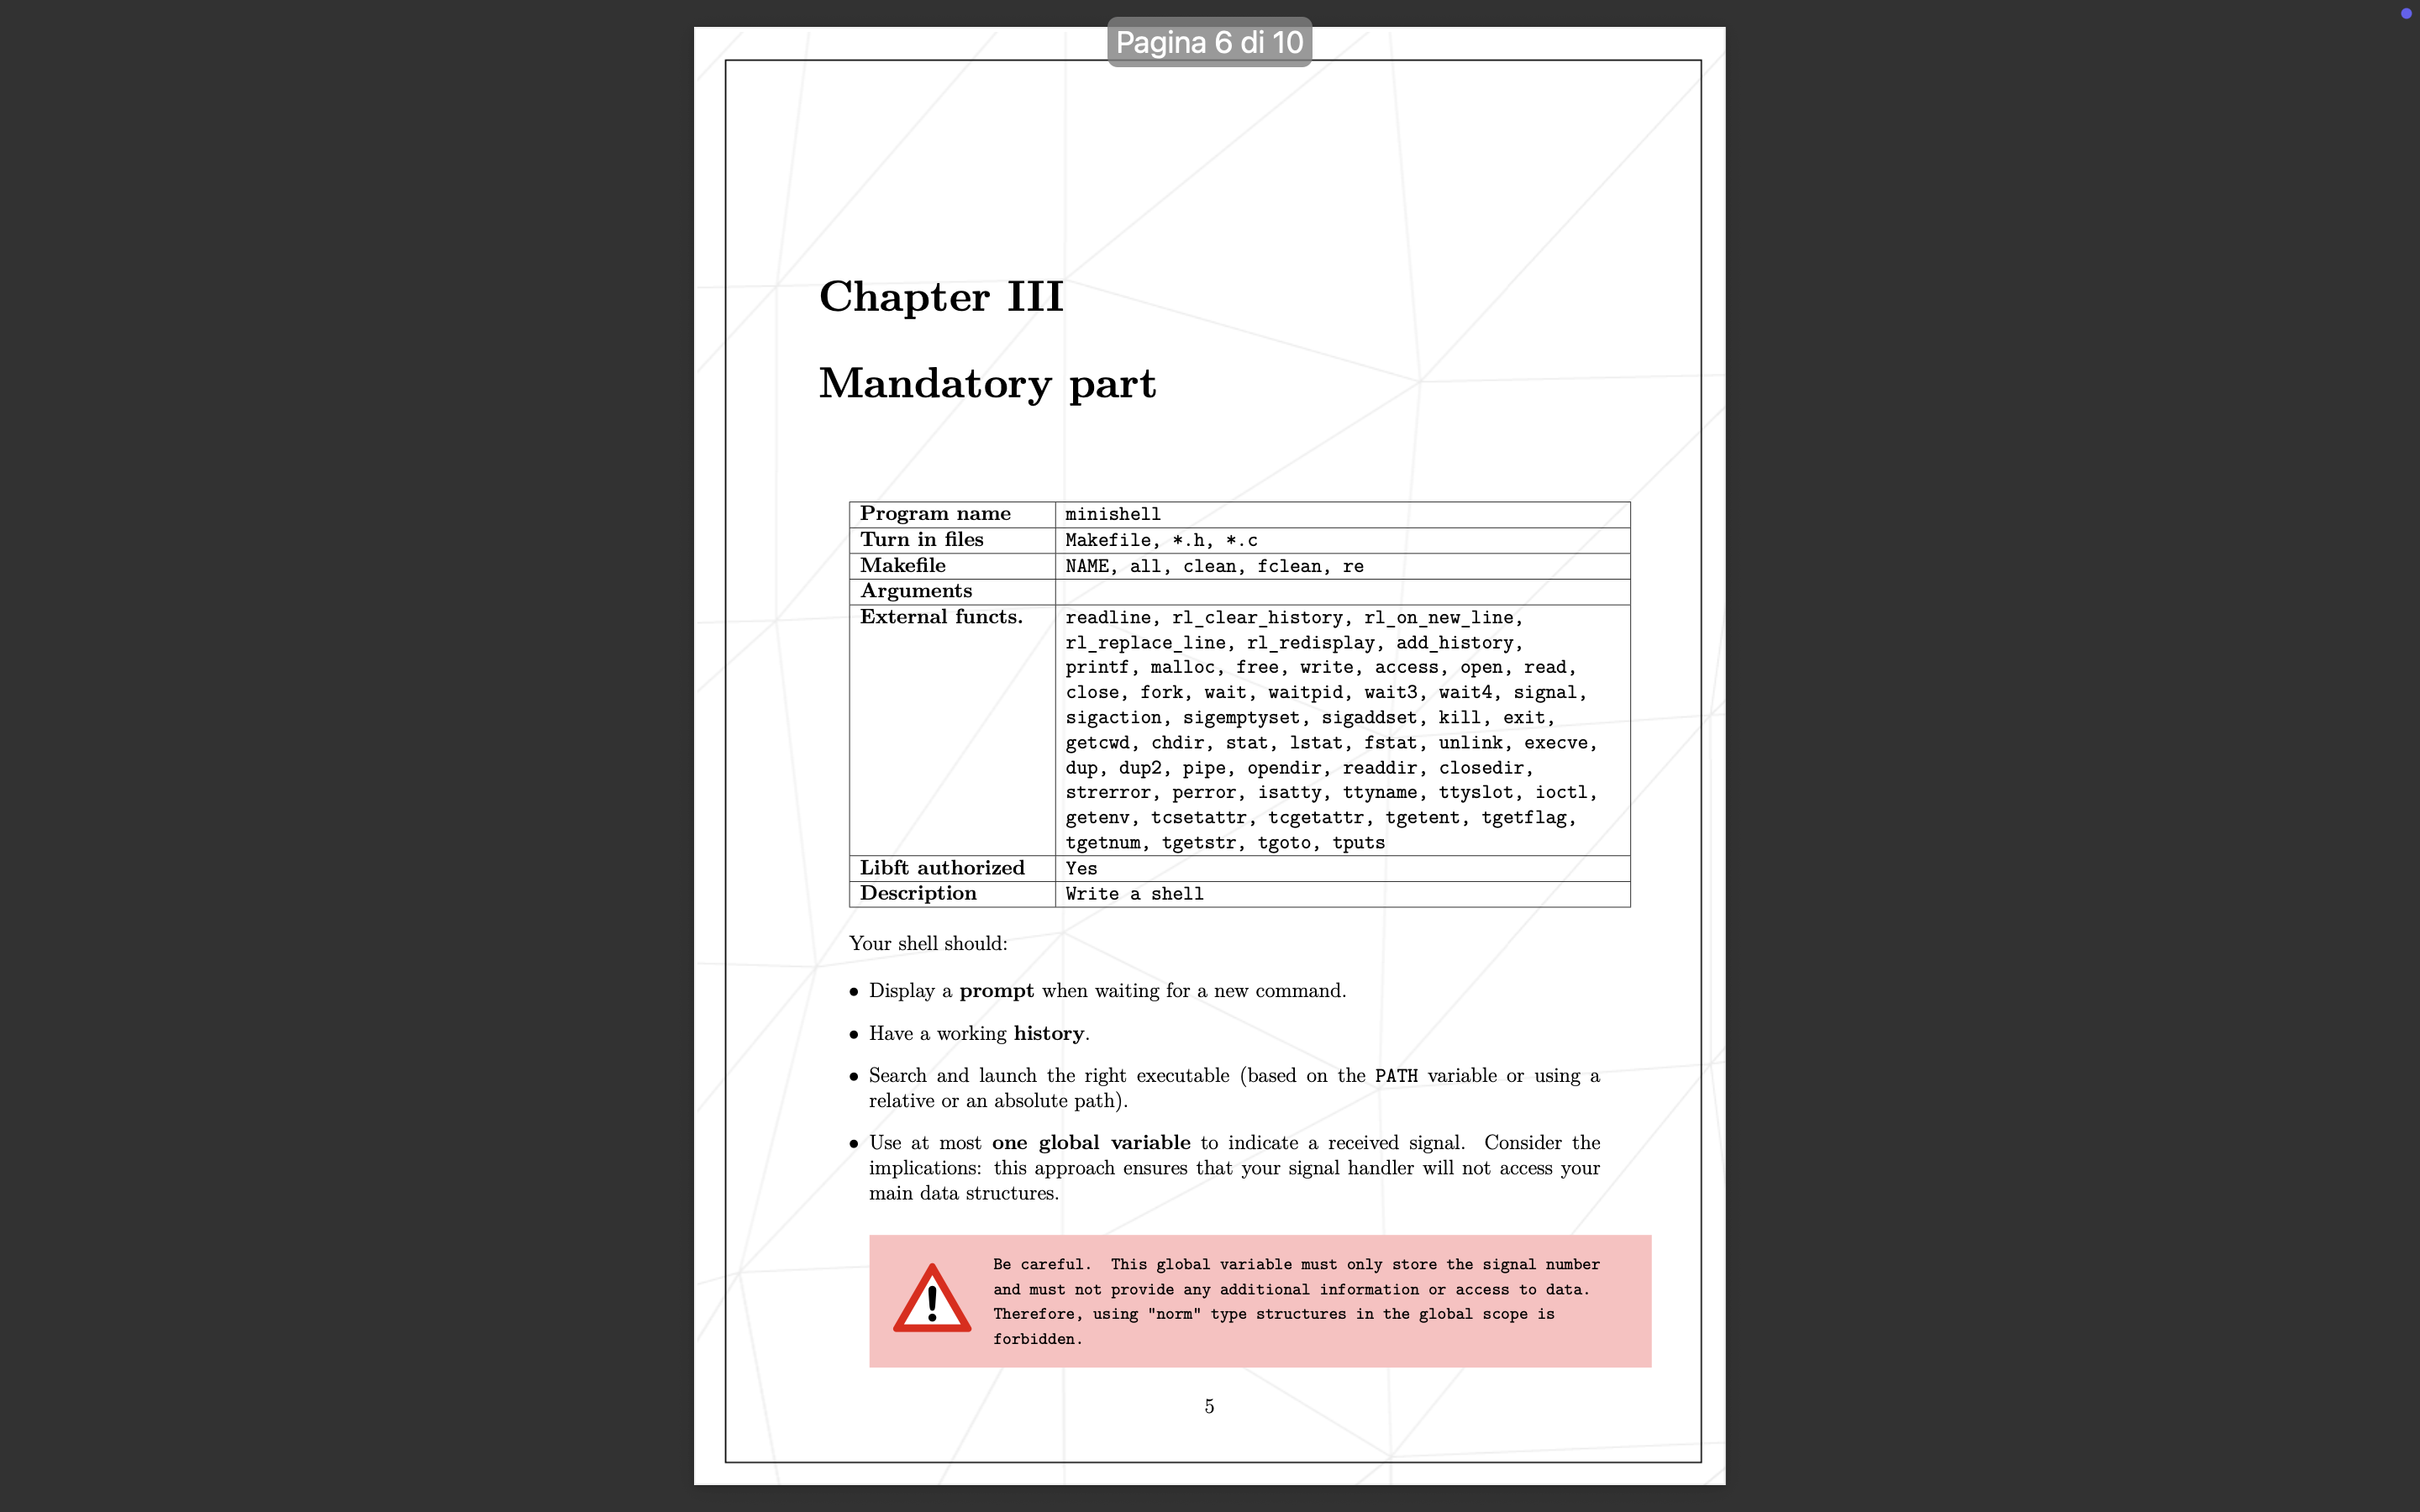 Pagina 6 di 10
Chapter III
Mandatory part
Program name minishell
Turn in files Makefile, *.h, *.c
Makefile NAME, all, clean, fclean, re
Arguments
External functs. readline, rl_clear_history, rl_on_new_line,
rl_replace_line, rl_redisplay, add_history,
printf, malloc, free, write, access, open, read,
close, fork, wait, waitpid, wait3, wait4, signal,
sigaction, sigemptyset, sigaddset, kill, exit,
getcwd, chdir, stat, lstat, fstat, unlink, execve,
dup, dup2, pipe, opendir, readdir, closedir,
strerror, perror, isatty, ttyname, ttyslot, ioctl,
getenv, tcsetattr, tcgetattr, tgetent, tgetflag,
tgetnum, tgetstr, tgoto, tputs
Libft authorized Yes
Description Write a shell
Your shell should:
• Display a prompt when waiting for a new command.
• Have a working history.
• Search and launch the right executable (based on the PATH variable or using a
relative or an absolute path).
• Use at most one global variable to indicate a received signal. Consider the
implications: this approach ensures that your signal handler will not access your
main data structures.
Be careful. This global variable must only store the signal number
and must not provide any additional information or access to data.
Therefore, using "norm" type structures in the global scope is
forbidden.
5